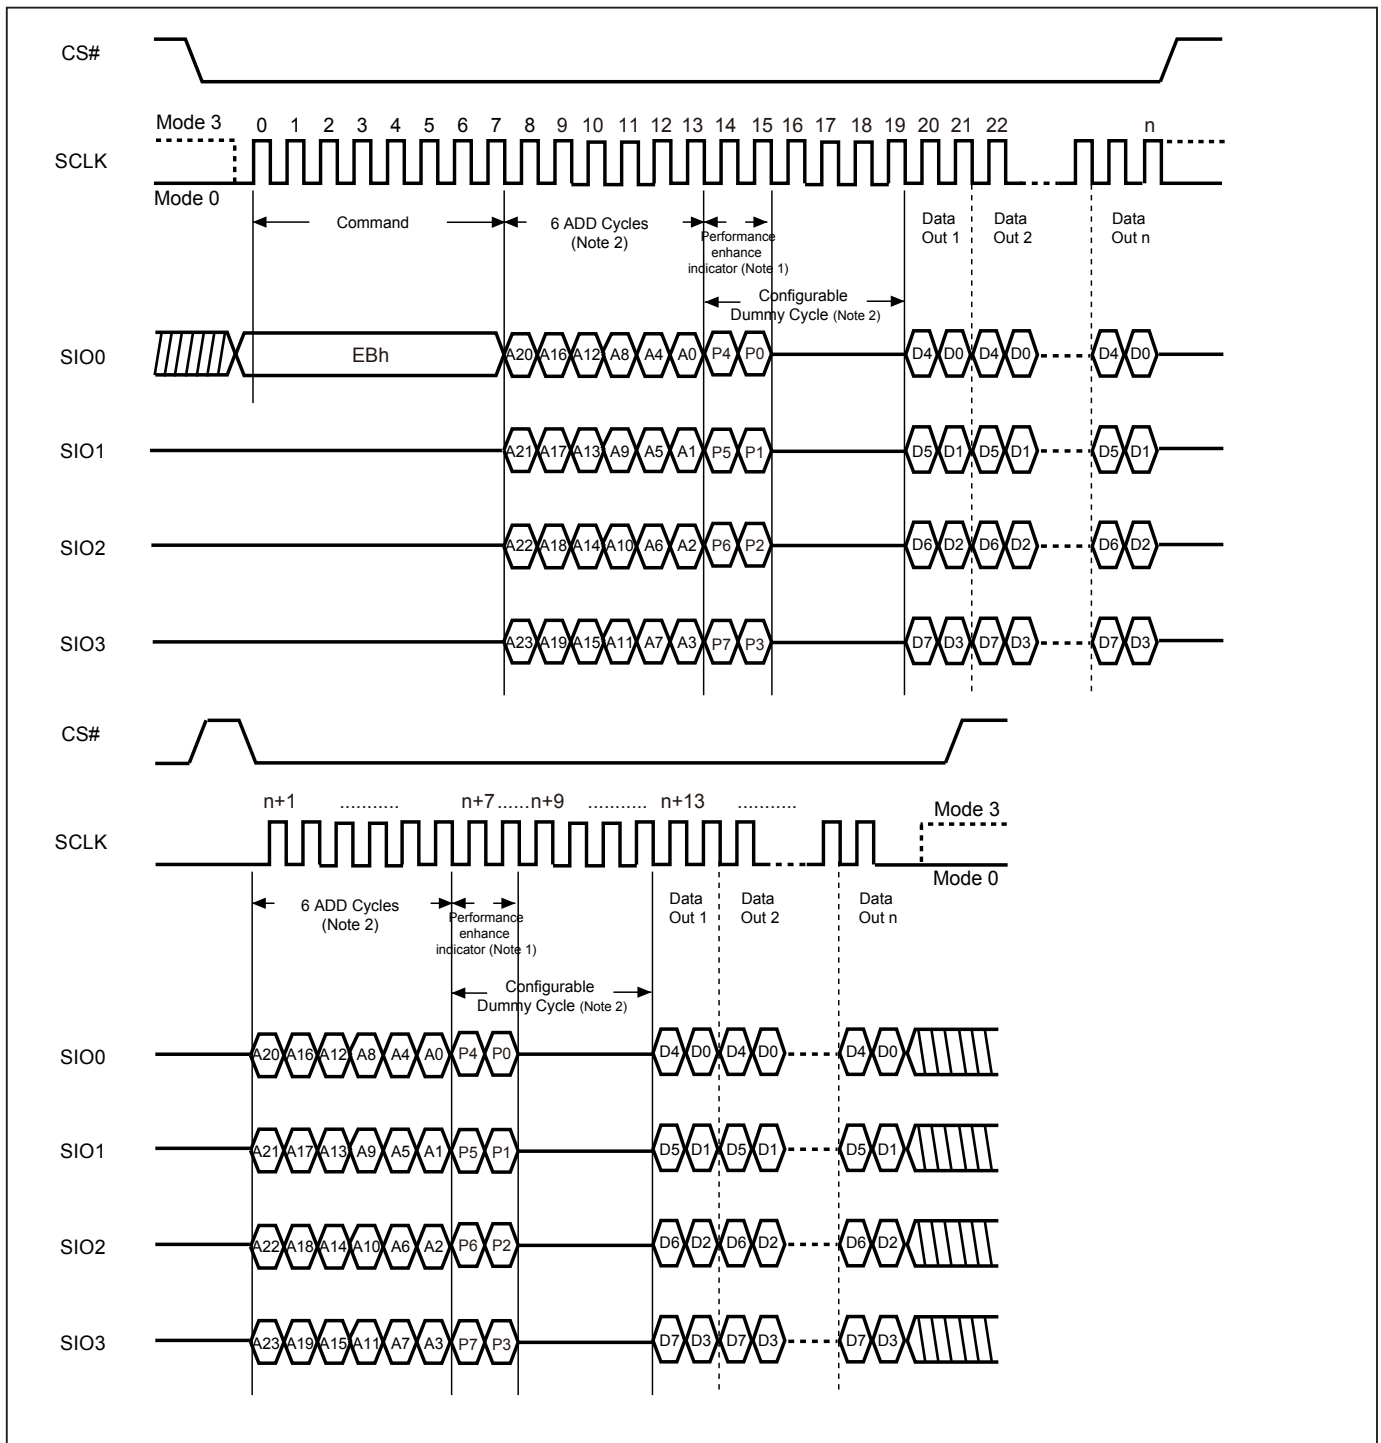 CS#
Mode 3 0 1 2 3 4 5 6 7 8 9 10 11 12 13 14 15 16 17 18 19 20 21 22 n
SCLK
Mode 0
Command 6 ADD Cycles (Note 2) Performance enhance indicator (Note 1) Data Out 1 Data Out 2 Data Out n
Configurable Dummy Cycle (Note 2)
SIO0 EBh A20 A16 A12 A8 A4 A0 P4 P0 D4 D0 D4 D0 D4 D0
SIO1 A21 A17 A13 A9 A5 A1 P5 P1 D5 D1 D5 D1 D5 D1
SIO2 A22 A18 A14 A10 A6 A2 P6 P2 D6 D2 D6 D2 D6 D2
SIO3 A23 A19 A15 A11 A7 A3 P7 P3 D7 D3 D7 D3 D7 D3
CS#
n+1 ........... n+7 ......n+9 ........... n+13 ...........
Mode 3
SCLK
Mode 0
6 ADD Cycles (Note 2) Performance enhance indicator (Note 1) Data Out 1 Data Out 2 Data Out n
Configurable Dummy Cycle (Note 2)
SIO0 A20 A16 A12 A8 A4 A0 P4 P0 D4 D0 D4 D0 D4 D0
SIO1 A21 A17 A13 A9 A5 A1 P5 P1 D5 D1 D5 D1 D5 D1
SIO2 A22 A18 A14 A10 A6 A2 P6 P2 D6 D2 D6 D2 D6 D2
SIO3 A23 A19 A15 A11 A7 A3 P7 P3 D7 D3 D7 D3 D7 D3